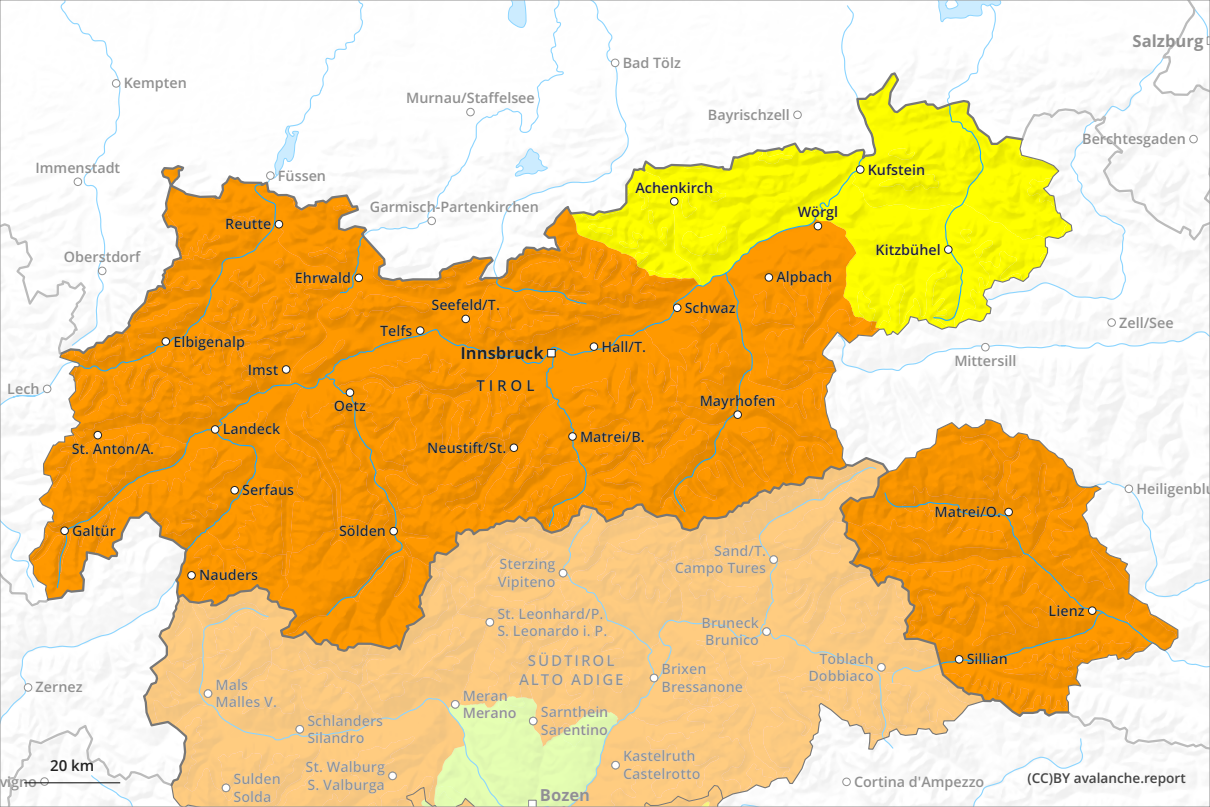 Salzburg
Bad Tölz
Kempten
Murnau/Staffelsee
Bayrischzell
Berchtesgaden
Immenstadt
Füssen
Kufstein
Achenkirch
Garmisch-Partenkirchen
Wörgl
Reutte
Kitzbühel
Oberstdorf
Ehrwald
Alpbach
Seefeld/T.
Schwaz
Telfs
Zell/See
Elbigenalp
Innsbruck
Hall/T.
Mittersill
Imst
TIROL
Lech
Oetz
Mayrhofen
Landeck
Matrei/B.
St. Anton/A.
Neustift/St.
Serfaus
Heiligenblu
Matrei/O.
Galtür
Sölden
Sand/T.
Campo Tures
Sterzing
Vipiteno
Nauders
Lienz
St. Leonhard/P.
S. Leonardo i. P.
Bruneck
Brunico
SÜDTIROL
ALTO ADIGE
Toblach
Dobbiaco
Sillian
Brixen
Bressanone
Zernez
Mals
Malles V.
Meran
Merano
Sarnthein
Sarentino
Schlanders
Silandro
Kastelruth
Castelrotto
St. Walburg
S. Valburga
20 km
vigno
Sulden
Solda
Cortina d'Ampezzo
(CC)BY avalanche.report
Bozen